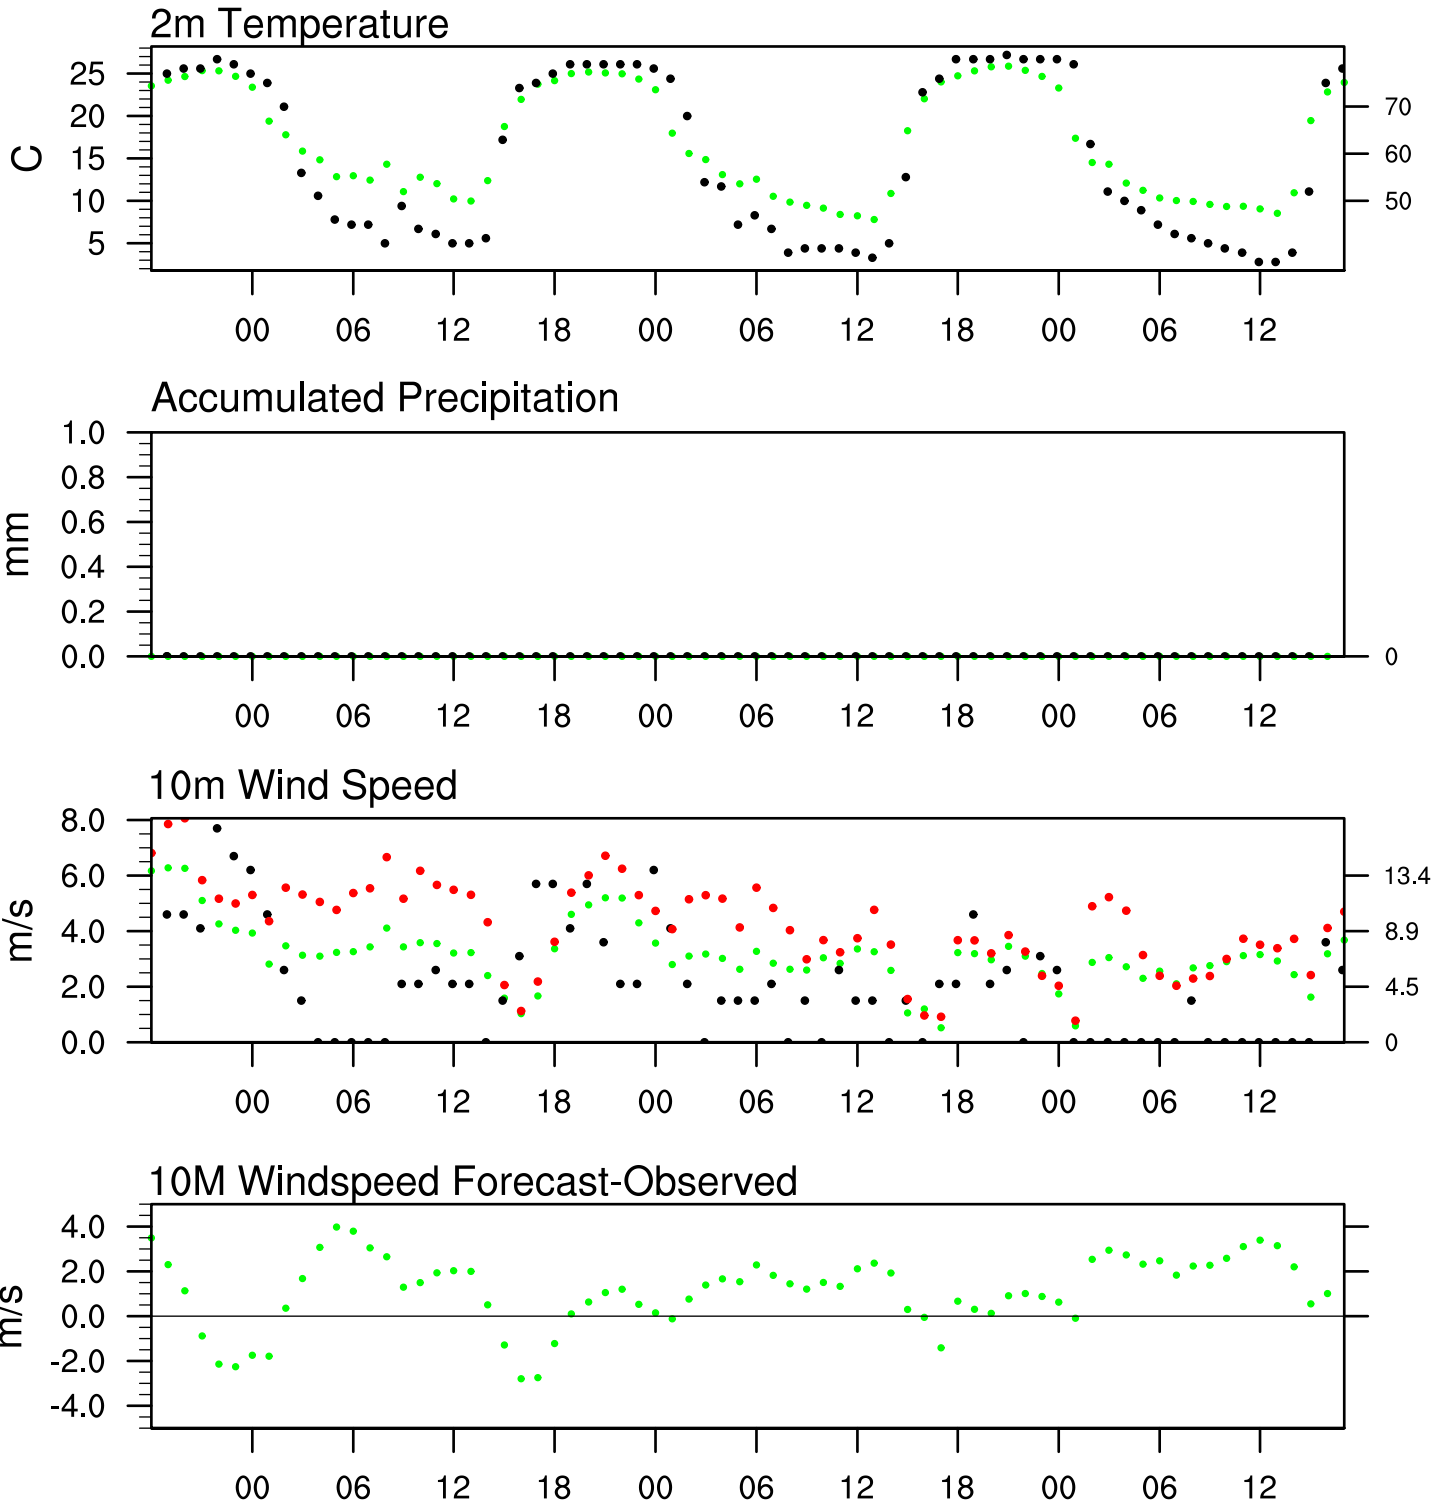 2m Temperature
25
20
15
10
5
C
70
60
50
00 06 12 18 00 06 12 18 00 06 12
Accumulated Precipitation
1.0
0.8
0.6
0.4
0.2
0.0
mm
0
00 06 12 18 00 06 12 18 00 06 12
10m Wind Speed
8.0
6.0
4.0
2.0
0.0
m/s
13.4
8.9
4.5
0
00 06 12 18 00 06 12 18 00 06 12
10M Windspeed Forecast-Observed
4.0
2.0
0.0
-2.0
-4.0
m/s
00 06 12 18 00 06 12 18 00 06 12